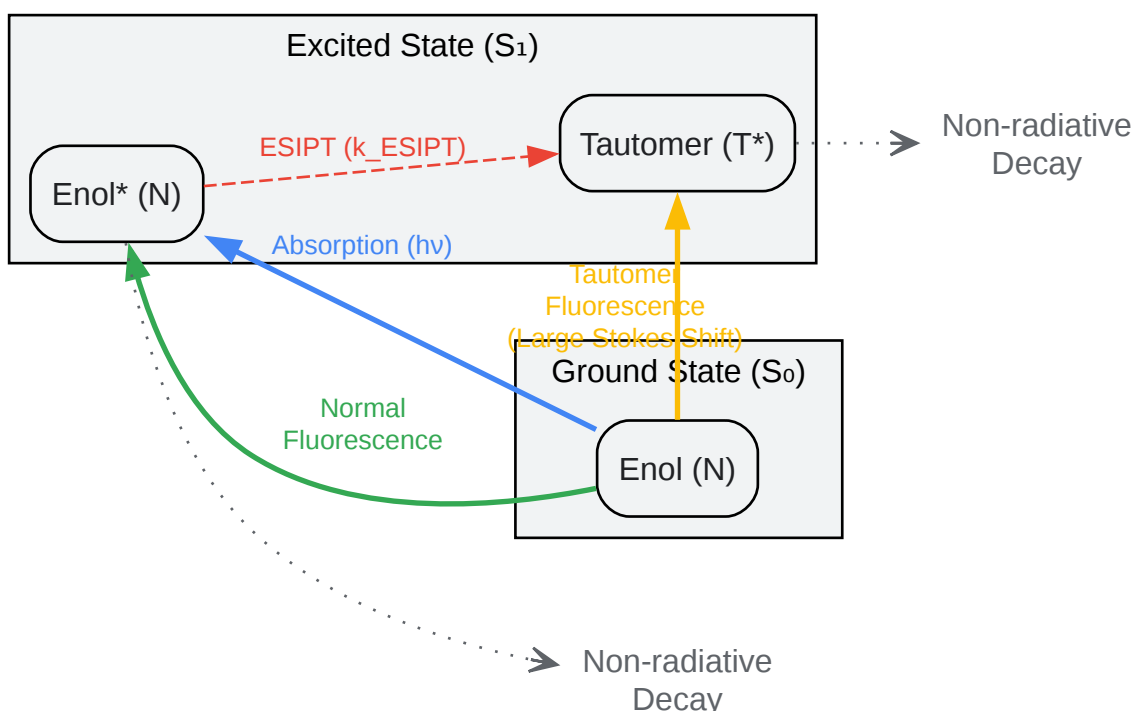 Excited State (S₁)
Non-radiative
Decay
Tautomer (T*)
ESIPT (k_ESIPT)
Enol* (N)
Absorption (hν)
Tautomer
Fluorescence
(Large Stokes Shift)
Ground State (S₀)
Normal
Fluorescence
Enol (N)
Non-radiative
Decay